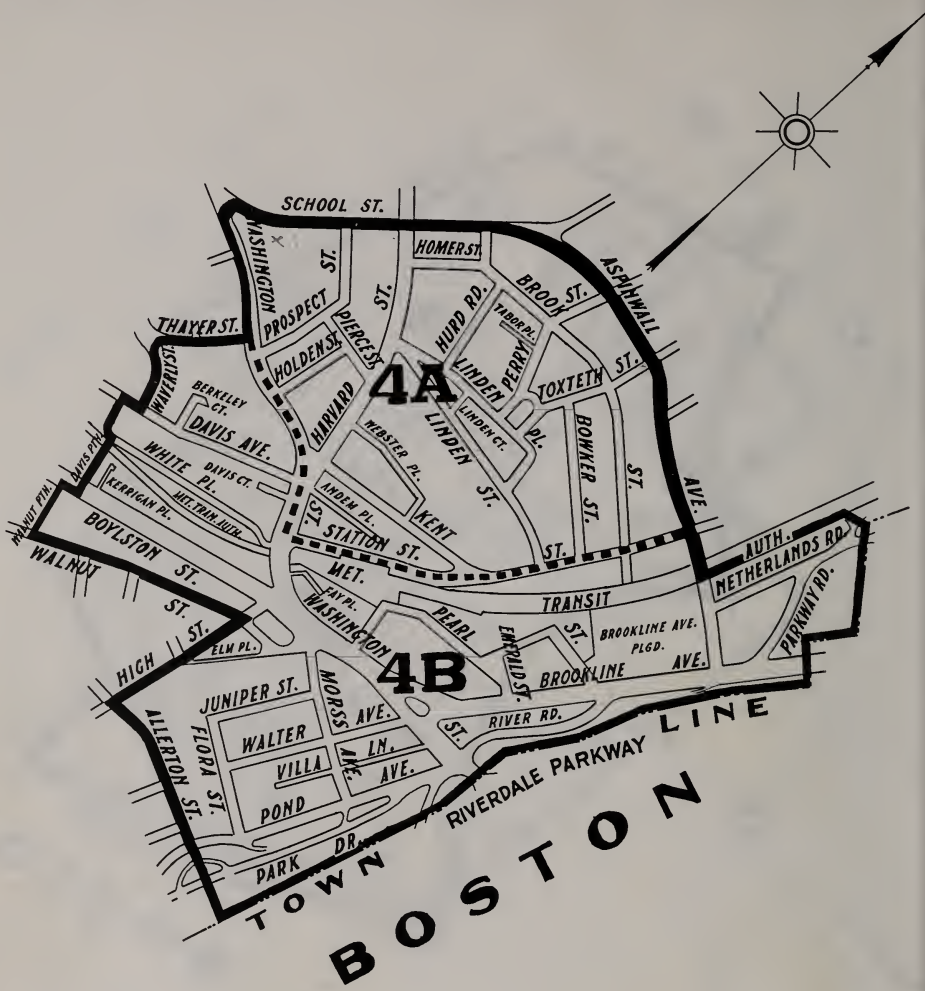 SCHOOL ST.
WASHINGTON
HOMER ST.
ASPINWALL
AVE.
BROOK ST.
PROSPECT ST.
ST.
PIERCE ST.
HURD RD.
TABOR PL.
PERRY
LINDEN
THAYER ST.
HOLDEN ST.
4A
TOXTETH ST.
WAVERLY ST.
BERKELEY CT.
HARVARD
LINDEN ST.
LINDEN CT.
PL.
BOWKER ST.
ST.
DAVIS AVE.
WEBSTER PL.
DAVIS PTH.
WHITE PL.
DAVIS CT.
KERRIGAN PL.
MET. TRAN. AUTH.
ST.
ANDEM PL.
KENT
STATION ST.
ST.
BOYLSTON ST.
WALNUT ST.
MET.
TRANSIT
AUTH.
NETHERLANDS RD.
PARKWAY RD.
FAY PL.
WASHINGTON
PEARL
ST.
EMERALD ST.
BROOKLINE AVE. PLGD.
BROOKLINE AVE.
HIGH ST.
ELM PL.
4B
JUNIPER ST.
MORSS
AVE.
ST.
RIVER RD.
ALLERTON ST.
FLORA ST.
WALTER
AVE.
VILLA LN.
POND AVE.
PARK DR.
RIVERDALE PARKWAY
TOWN LINE
BOSTON